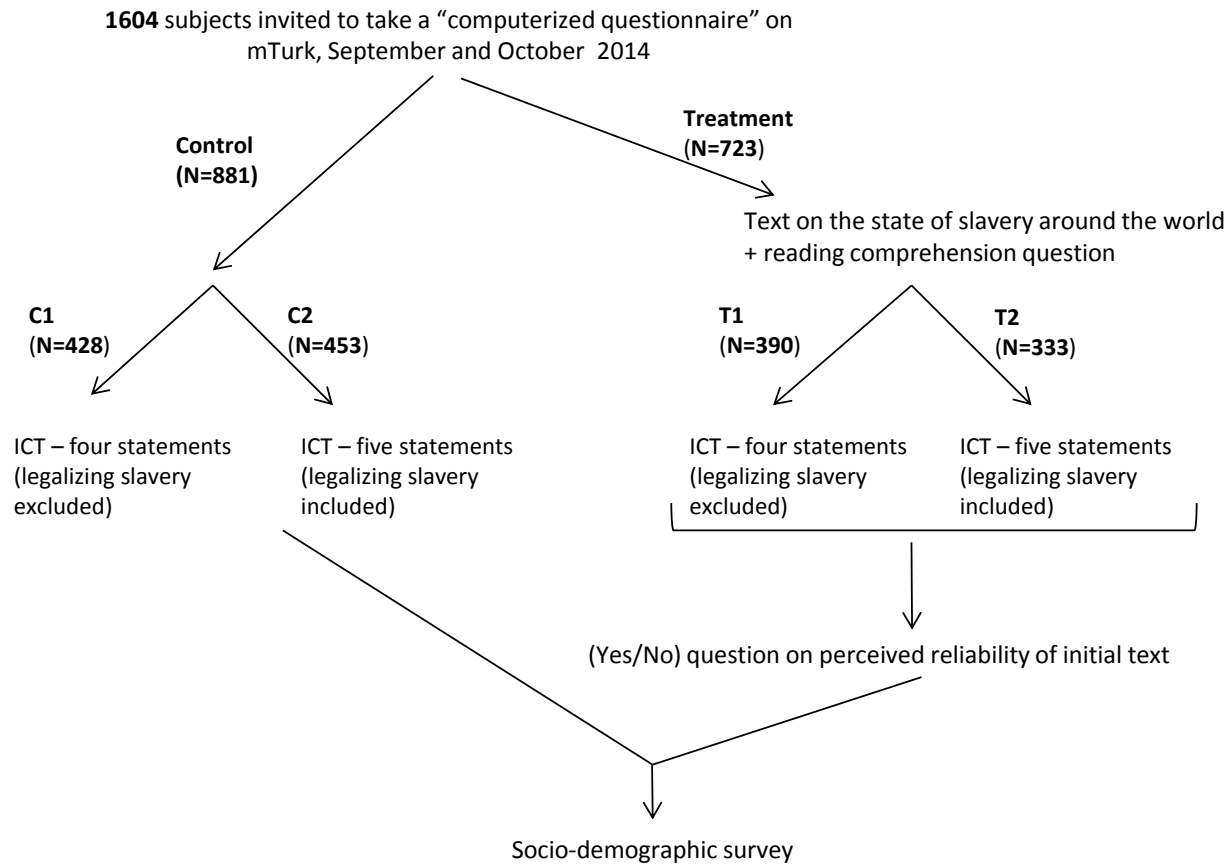 1604 subjects invited to take a “computerized questionnaire” on
mTurk, September and October  2014
Control
(N=881)
Treatment
(N=723)
Text on the state of slavery around the world
+ reading comprehension question
C1
(N=428)
C2
(N=453)
T1
(N=390)
T2
(N=333)
ICT – four statements
(legalizing slavery
excluded)
ICT – five statements
(legalizing slavery
included)
ICT – four statements
(legalizing slavery
excluded)
ICT – five statements
(legalizing slavery
included)
(Yes/No) question on perceived reliability of initial text
Socio-demographic survey